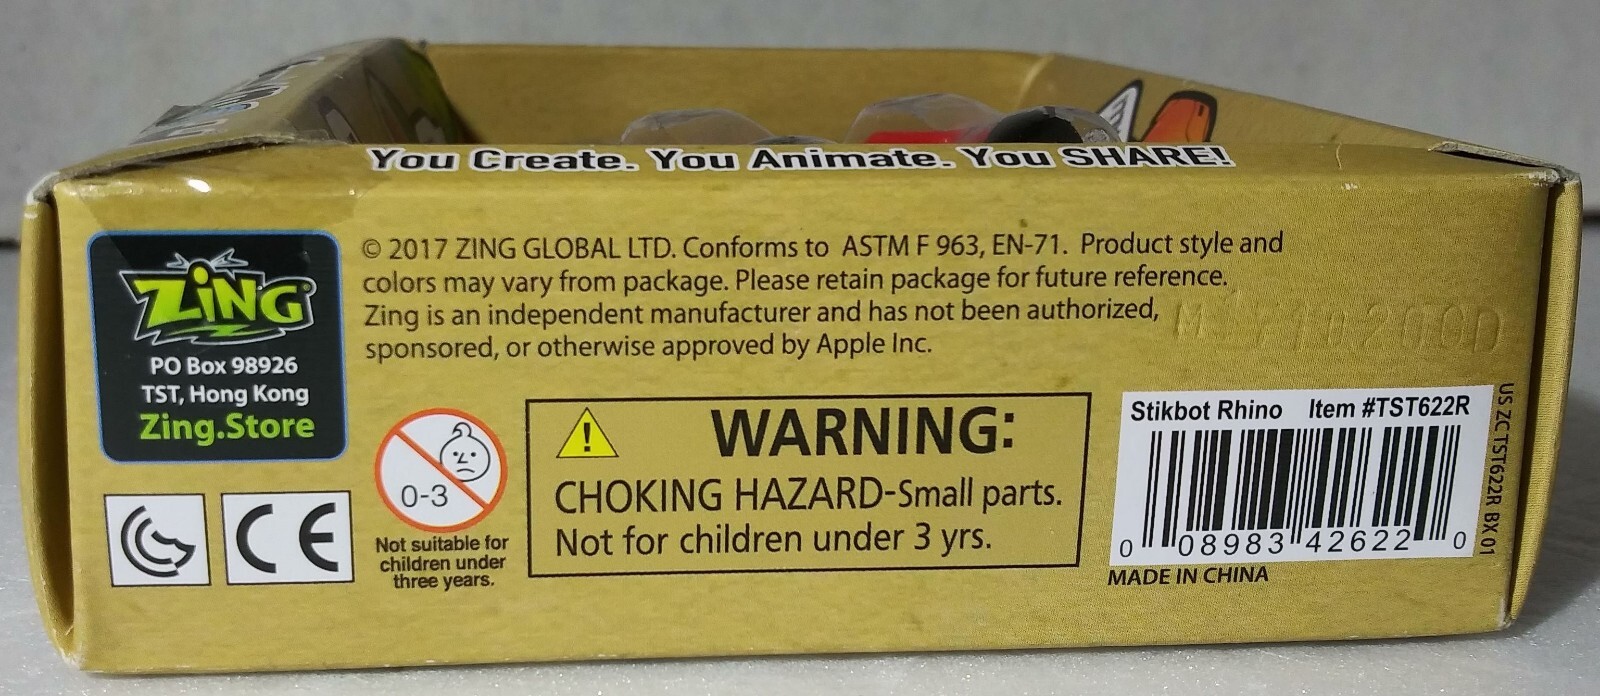 You Create. You Animate. You SHARE!
ZiNG®
PO Box 98926
TST, Hong Kong
Zing.Store
© 2017 ZING GLOBAL LTD. Conforms to ASTM F 963, EN-71. Product style and
colors may vary from package. Please retain package for future reference.
Zing is an independent manufacturer and has not been authorized,
sponsored, or otherwise approved by Apple Inc.
CE
0-3
Not suitable for
children under
three years.
! WARNING:
CHOKING HAZARD-Small parts.
Not for children under 3 yrs.
Stikbot Rhino Item #TST622R
0 08983 42622 0
MADE IN CHINA
US ZC TST622R BX 01